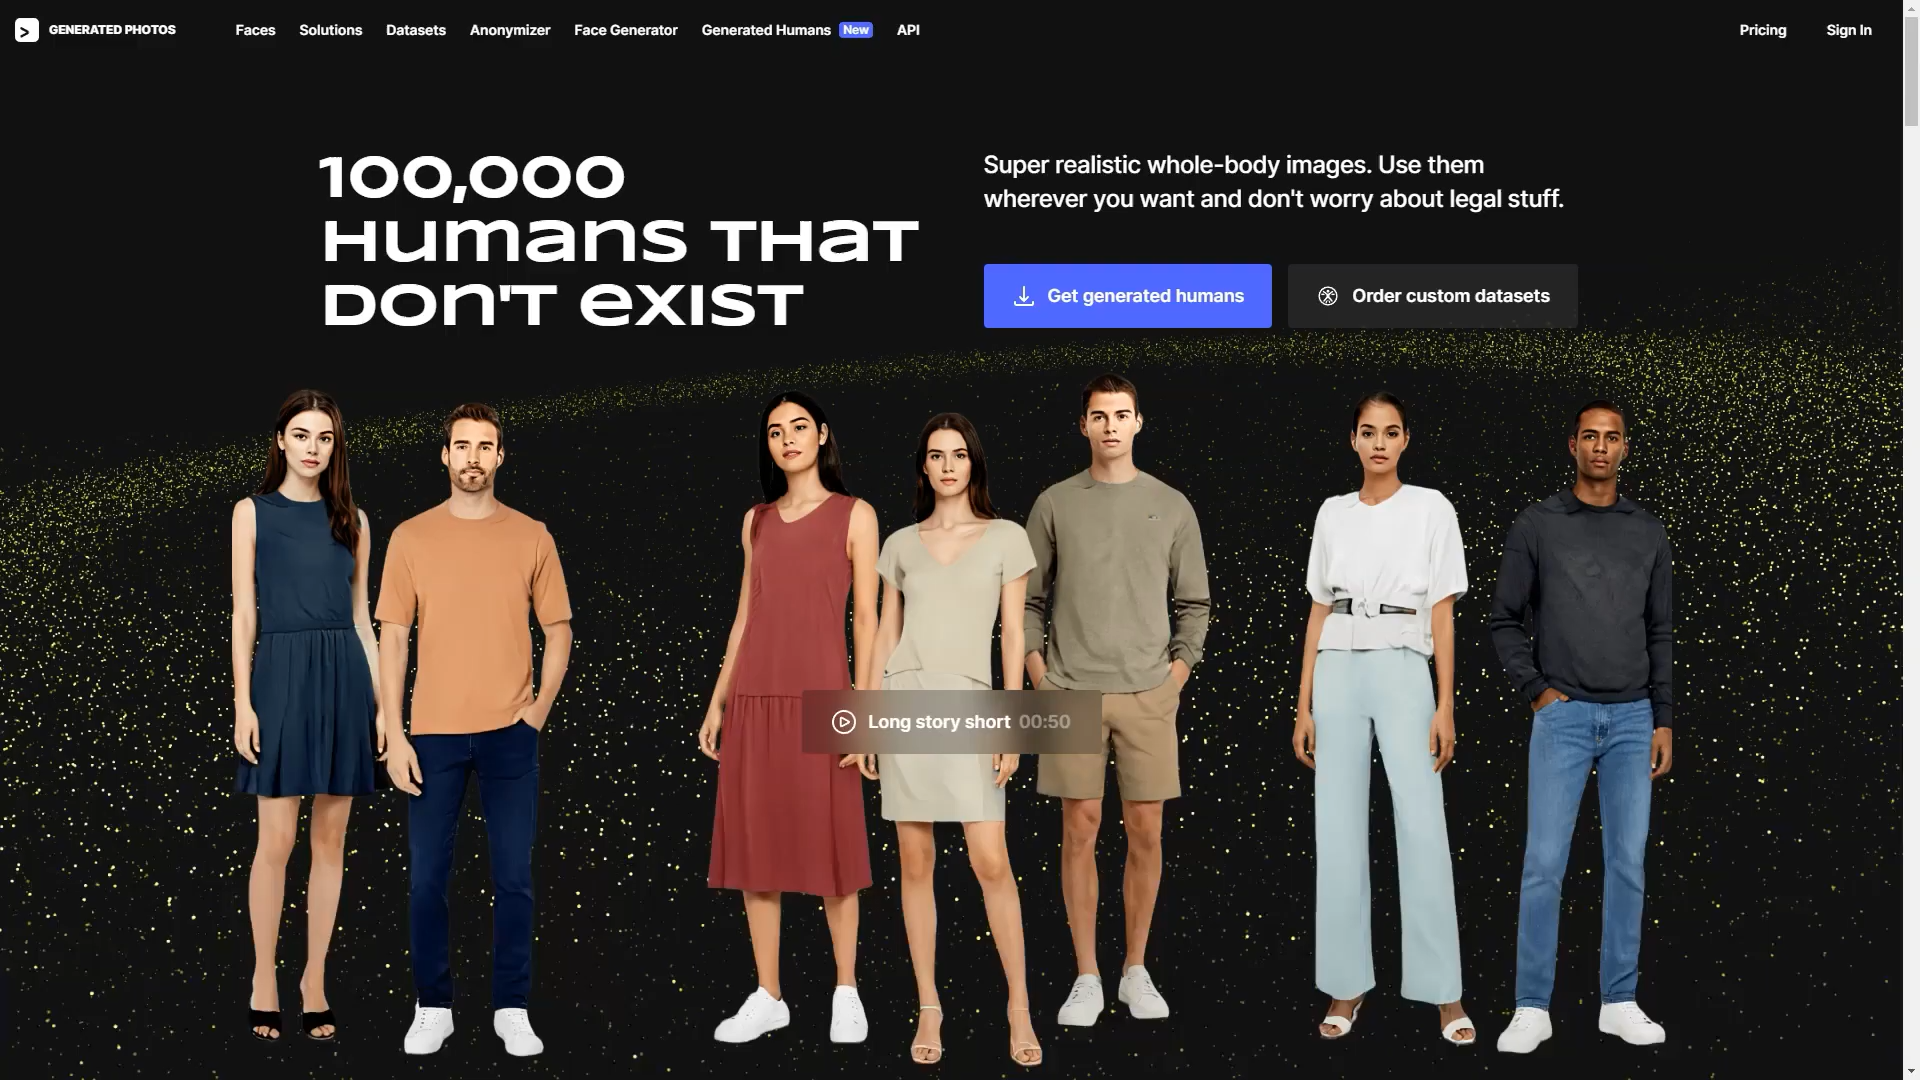 GENERATED PHOTOS
Faces
Solutions
Datasets
Anonymizer
Face Generator
Generated Humans New
API
Pricing
Sign In
100,000
Humans That
Don't Exist
Super realistic whole-body images. Use them
wherever you want and don't worry about legal stuff.
Get generated humans
Order custom datasets
Long story short 00:50